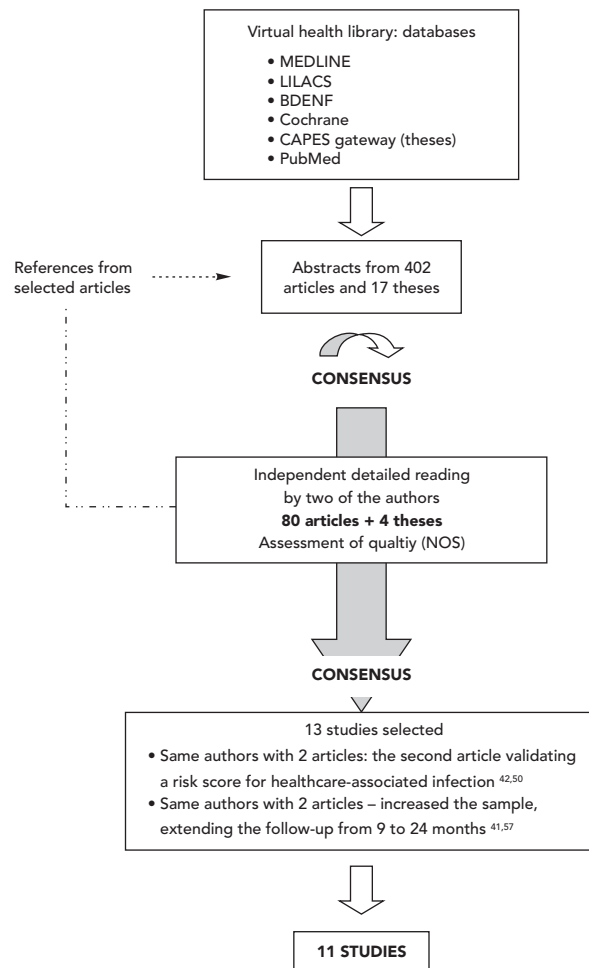 Virtual health library: databases
• MEDLINE
• LILACS
• BDENF
• Cochrane
• CAPES gateway (theses)
• PubMed
References from
selected articles
Abstracts from 402
articles and 17 theses
CONSENSUS
Independent detailed reading
by two of the authors
80 articles + 4 theses
Assessment of qualtiy (NOS)
CONSENSUS
13 studies selected
• Same authors with 2 articles: the second article validating
a risk score for healthcare-associated infection 42,50
• Same authors with 2 articles – increased the sample,
extending the follow-up from 9 to 24 months 41,57
11 STUDIES